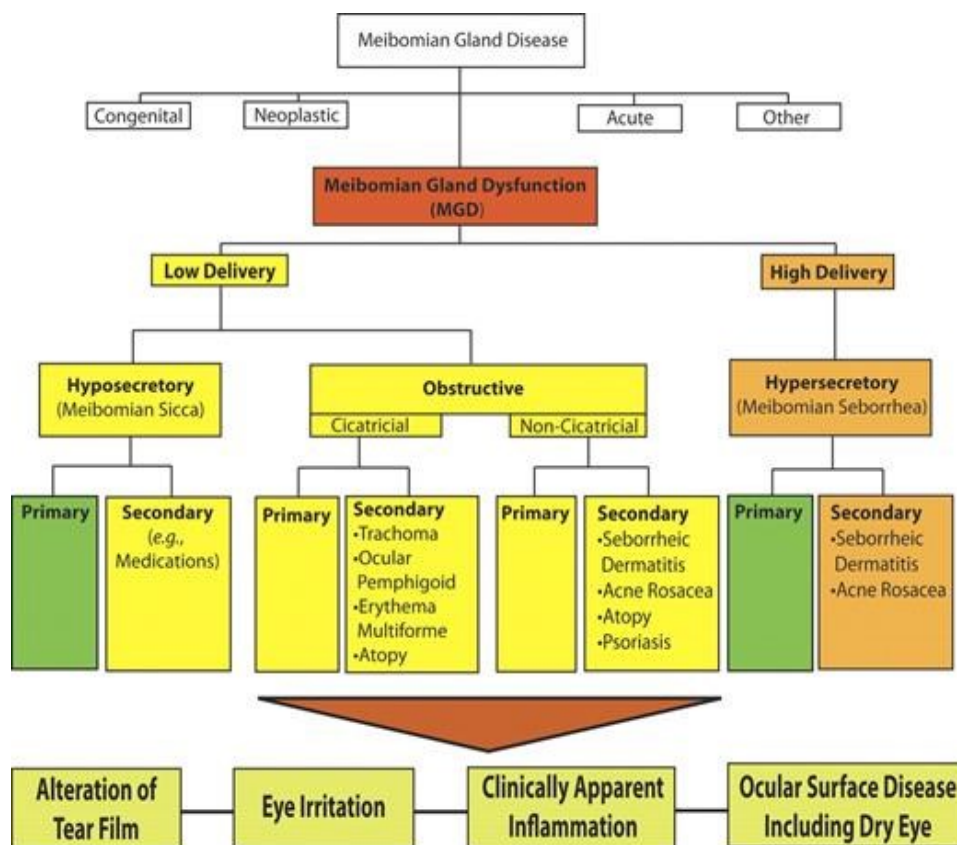 Meibomian Gland Disease
Congenital
Neoplastic
Acute
Other
Meibomian Gland Dysfunction
(MGD)
Low Delivery
High Delivery
Hyposecretory
(Meibomian Sicca)
Obstructive
Cicatricial
Non-Cicatricial
Hypersecretory
(Meibomian Seborrhea)
Primary
Secondary
(e.g.,
Medications)
Primary
Secondary
•Trachoma
•Ocular
Pemphigoid
•Erythema
Multiforme
•Atopy
Primary
Secondary
•Seborrheic
Dermatitis
•Acne Rosacea
•Atopy
•Psoriasis
Primary
Secondary
•Seborrheic
Dermatitis
•Acne Rosacea
Alteration of
Tear Film
Eye Irritation
Clinically Apparent
Inflammation
Ocular Surface Disease
Including Dry Eye